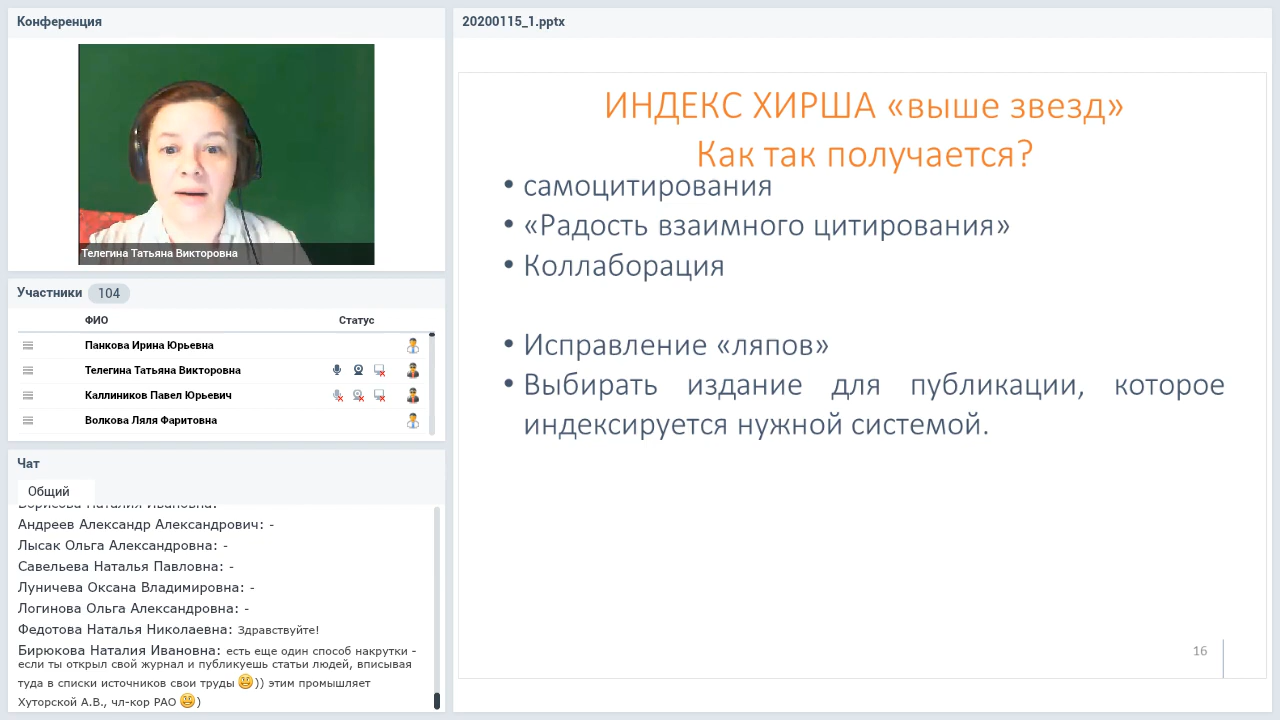 Конференция
Телегина Татьяна Викторовна
Участники 104
ФИО Статус
Панкова Ирина Юрьевна
Телегина Татьяна Викторовна
Каллиников Павел Юрьевич
Волкова Ляля Фаритовна
Чат
Общий
Борисова Наталия Ивановна:
Андреев Александр Александрович: -
Лысак Ольга Александровна: -
Савельева Наталья Павловна: -
Луничева Оксана Владимировна: -
Логинова Ольга Александровна: -
Федотова Наталья Николаевна: Здравствуйте!
Бирюкова Наталия Ивановна: есть еще один способ накрутки -
если ты открыл свой журнал и публикуешь статьи людей, вписывая
туда в списки источников свои труды )) этим промышляет
Хуторской А.В., чл-кор РАО )
20200115_1.pptx
ИНДЕКС ХИРША «выше звезд»
Как так получается?
• самоцитирования
• «Радость взаимного цитирования»
• Коллаборация
• Исправление «ляпов»
• Выбирать издание для публикации, которое
индексируется нужной системой.
16